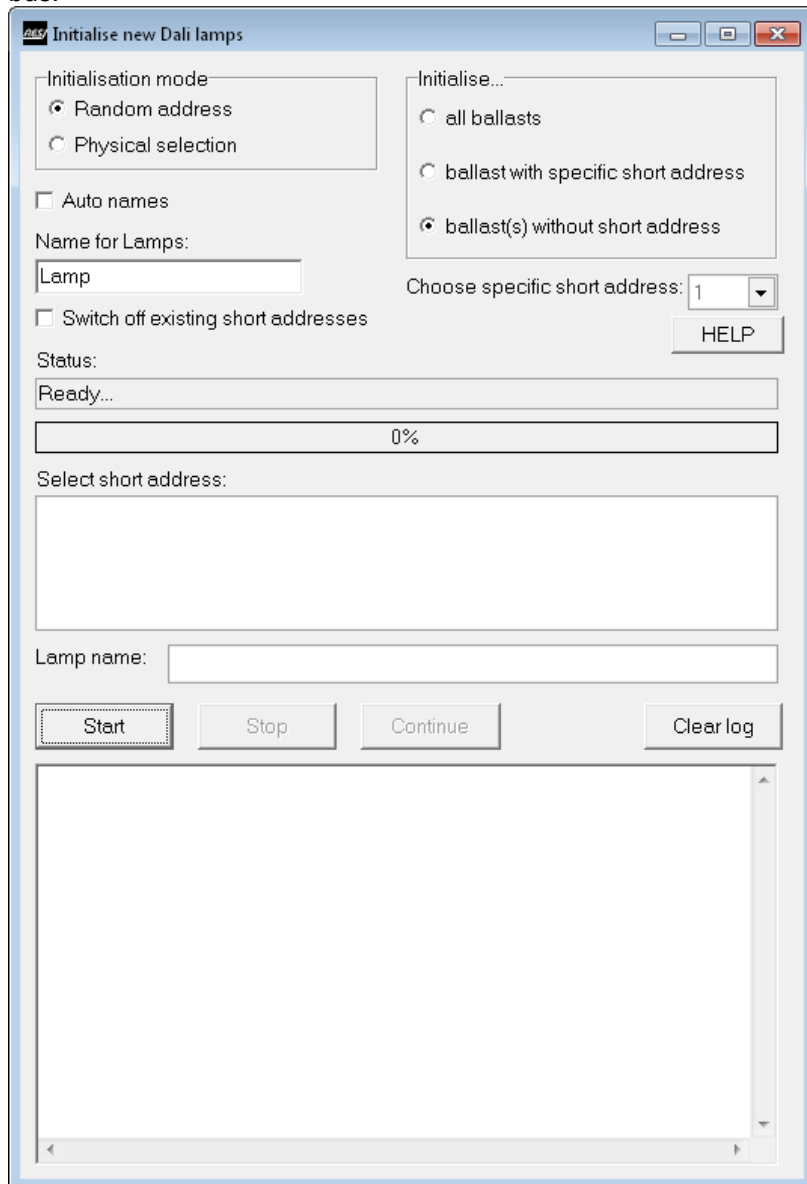 Initialise new Dali lamps
Initialisation mode
Random address
Physical selection
Initialise...
all ballasts
ballast with specific short address
ballast(s) without short address
Auto names
Name for Lamps:
Lamp
Choose specific short address: 1
Switch off existing short addresses
HELP
Status:
Ready...
0%
Select short address:
Lamp name:
Start Stop Continue Clear log